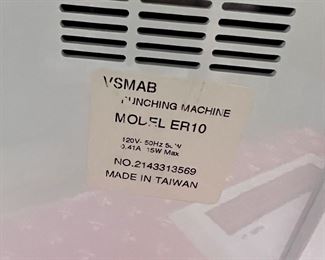 VSMAB
PUNCHING MACHINE
MODEL ER10
120V- 50Hz
0.41A 15W Max
NO.2143313569
MADE IN TAIWAN